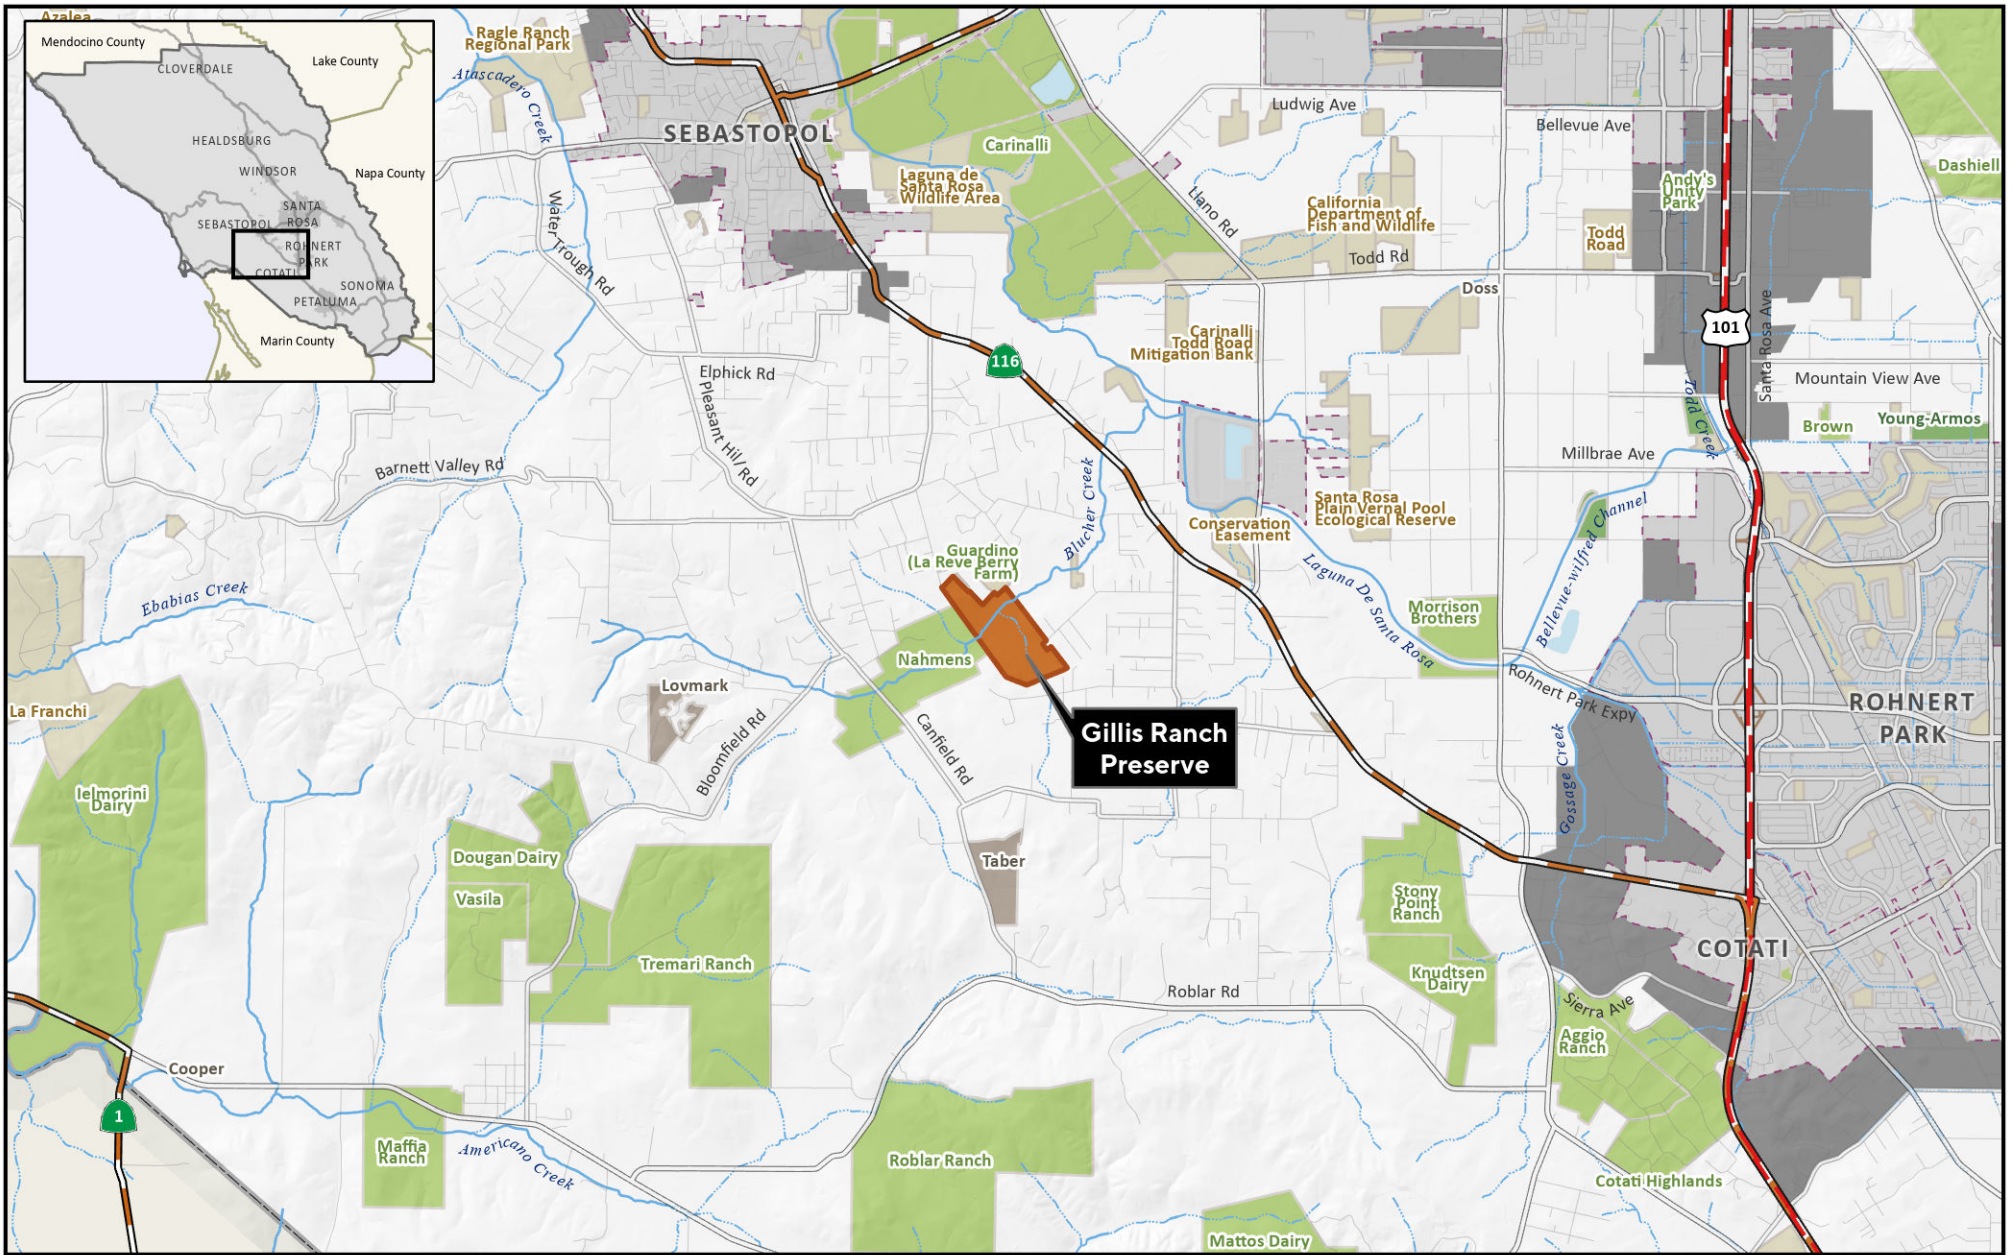 Azalea
Mendocino County
Lake County
CLOVERDALE
HEALDSBURG
WINDSOR
Napa County
SANTA
ROSA
SEBASTOPOL
ROHNERT
PARK
COTATI
SONOMA
PETALUMA
Marin County
Ragle Ranch
Regional Park
Atascadero Creek
SEBASTOPOL
Carinalli
Laguna de
Santa Rosa
Wildlife Area
Llano Rd
Ludwig Ave
Bellevue Ave
Dashiell
Andy's
Unity
Park
California
Department of
Fish and Wildlife
Todd
Road
Todd Rd
Water Trough Rd
Doss
Carinalli
Todd Road
Mitigation Bank
101
Santa Rosa Ave
116
Elphick Rd
Pleasant Hill Rd
Mountain View Ave
Todd Creek
Brown
Young-Armos
Barnett Valley Rd
Millbrae Ave
Blucher Creek
Santa Rosa
Plain Vernal Pool
Ecological Reserve
Conservation
Easement
Bellevue-wilfred Channel
Guardino
(La Reve Berry
Farm)
Laguna De Santa Rosa
Ebabias Creek
Morrison
Brothers
Nahmens
Rohnert Park Expy
Lovmark
La Franchi
ROHNERT
PARK
Gillis Ranch
Preserve
Bloomfield Rd
Canfield Rd
Gossage Creek
Ielmorini
Dairy
Dougan Dairy
Taber
Vasila
Stony
Point
Ranch
COTATI
Tremari Ranch
Knudtsen
Dairy
Roblar Rd
Sierra Ave
Aggio
Ranch
Cooper
1
Maffia
Ranch
Americano Creek
Roblar Ranch
Cotati Highlands
Mattos Dairy